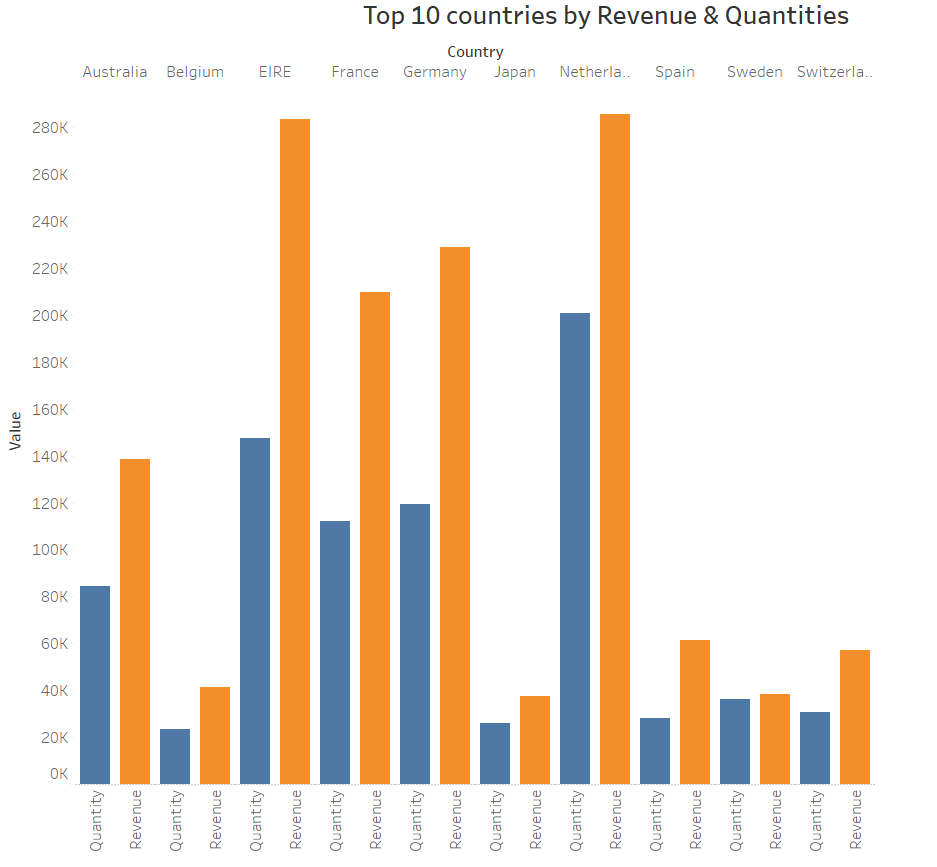 Top 10 countries by Revenue & Quantities
Country
Australia Belgium EIRE France Germany Japan Netherla.. Spain Sweden Switzerla..
280K
260K
240K
220K
200K
180K
160K
140K
120K
100K
80K
60K
40K
20K
0K
Value
Quantity Revenue Quantity Revenue Quantity Revenue Quantity Revenue Quantity Revenue Quantity Revenue Quantity Revenue Quantity Revenue Quantity Revenue Quantity Revenue